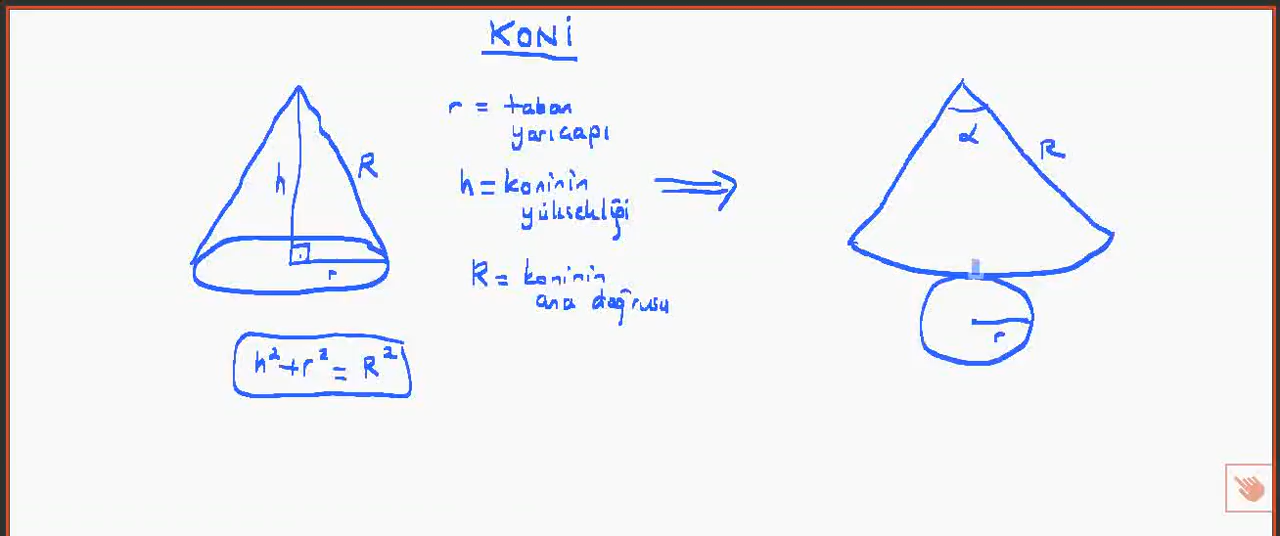 KONİ
h
R
r
r = taban
yarıçapı
h = koninin
yüksekliği
R = koninin
ana doğrusu
h² + r² = R²
α
R
r